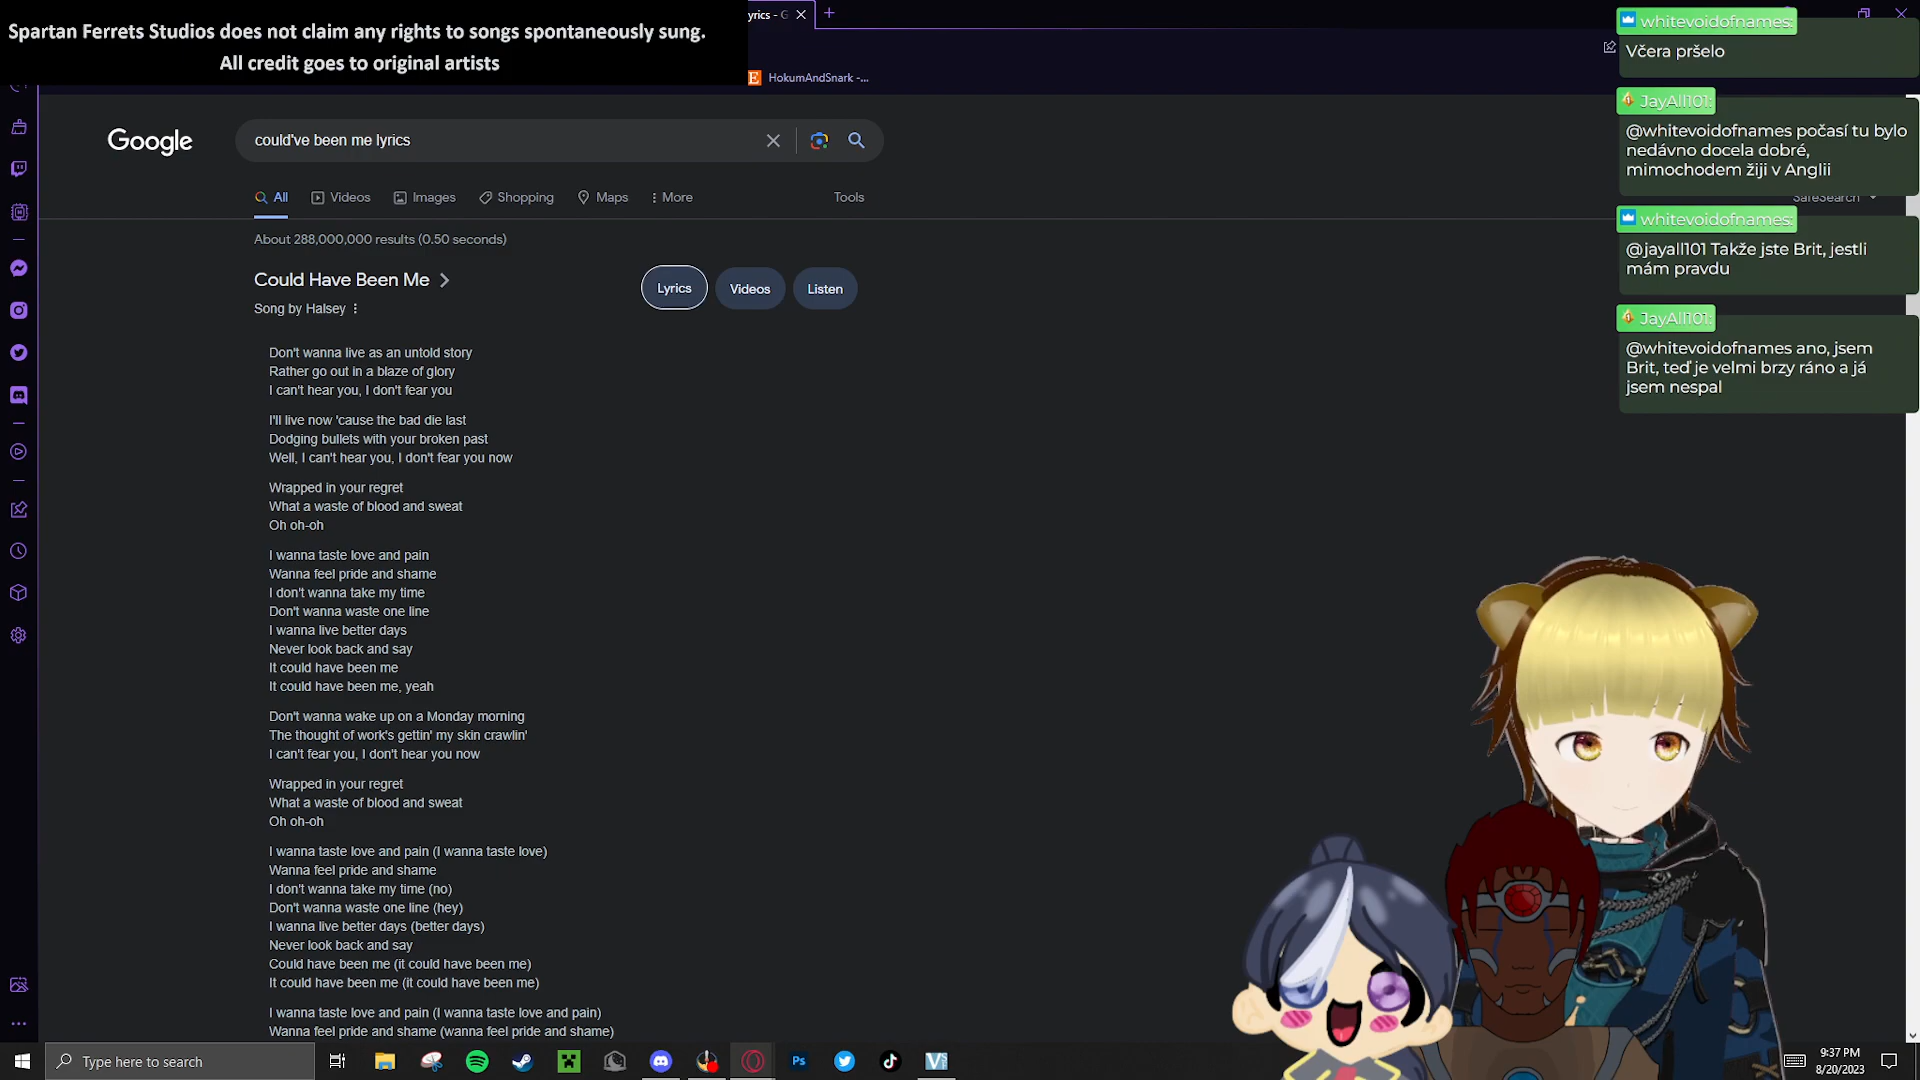 Spartan Ferrets Studios does not claim any rights to songs spontaneously sung.
All credit goes to original artists
yrics - G
HokumAndSnark -...
Google
could've been me lyrics
All
Videos
Images
Shopping
Maps
More
Tools
SafeSearch
About 288,000,000 results (0.50 seconds)
Could Have Been Me
Song by Halsey
Lyrics
Videos
Listen
Don't wanna live as an untold story
Rather go out in a blaze of glory
I can't hear you, I don't fear you
I'll live now 'cause the bad die last
Dodging bullets with your broken past
Well, I can't hear you, I don't fear you now
Wrapped in your regret
What a waste of blood and sweat
Oh oh-oh
I wanna taste love and pain
Wanna feel pride and shame
I don't wanna take my time
Don't wanna waste one line
I wanna live better days
Never look back and say
It could have been me
It could have been me, yeah
Don't wanna wake up on a Monday morning
The thought of work's gettin' my skin crawlin'
I can't fear you, I don't hear you now
Wrapped in your regret
What a waste of blood and sweat
Oh oh-oh
I wanna taste love and pain (I wanna taste love)
Wanna feel pride and shame
I don't wanna take my time (no)
Don't wanna waste one line (hey)
I wanna live better days (better days)
Never look back and say
Could have been me (it could have been me)
It could have been me (it could have been me)
I wanna taste love and pain (I wanna taste love and pain)
Wanna feel pride and shame (wanna feel pride and shame)
whitevoidofnames:
Včera pršelo
JayAll101:
@whitevoidofnames počasí tu bylo
nedávno docela dobré,
mimochodem žiji v Anglii
whitevoidofnames:
@jayall101 Takže jste Brit, jestli
mám pravdu
JayAll101:
@whitevoidofnames ano, jsem
Brit, teď je velmi brzy ráno a já
jsem nespal
Type here to search
Ps
9:37 PM
8/20/2023